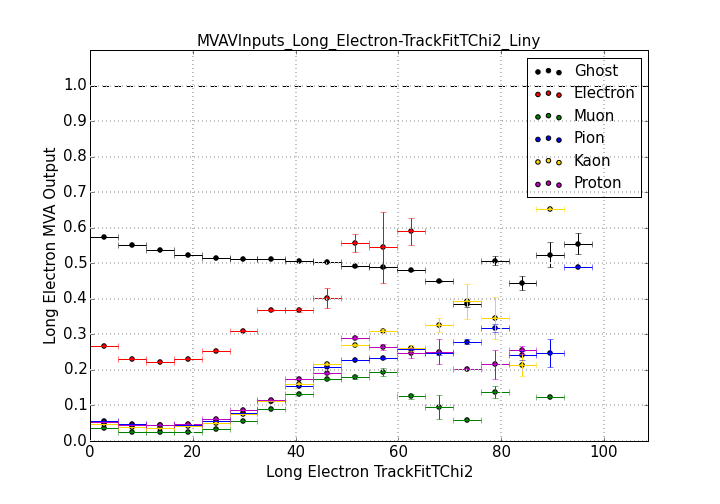 MVAVInputs_Long_Electron-TrackFitTChi2_Liny
Long Electron MVA Output
1.0
0.9
0.8
0.7
0.6
0.5
0.4
0.3
0.2
0.1
0.0
Ghost
Electron
Muon
Pion
Kaon
Proton
0 20 40 60 80 100
Long Electron TrackFitTChi2